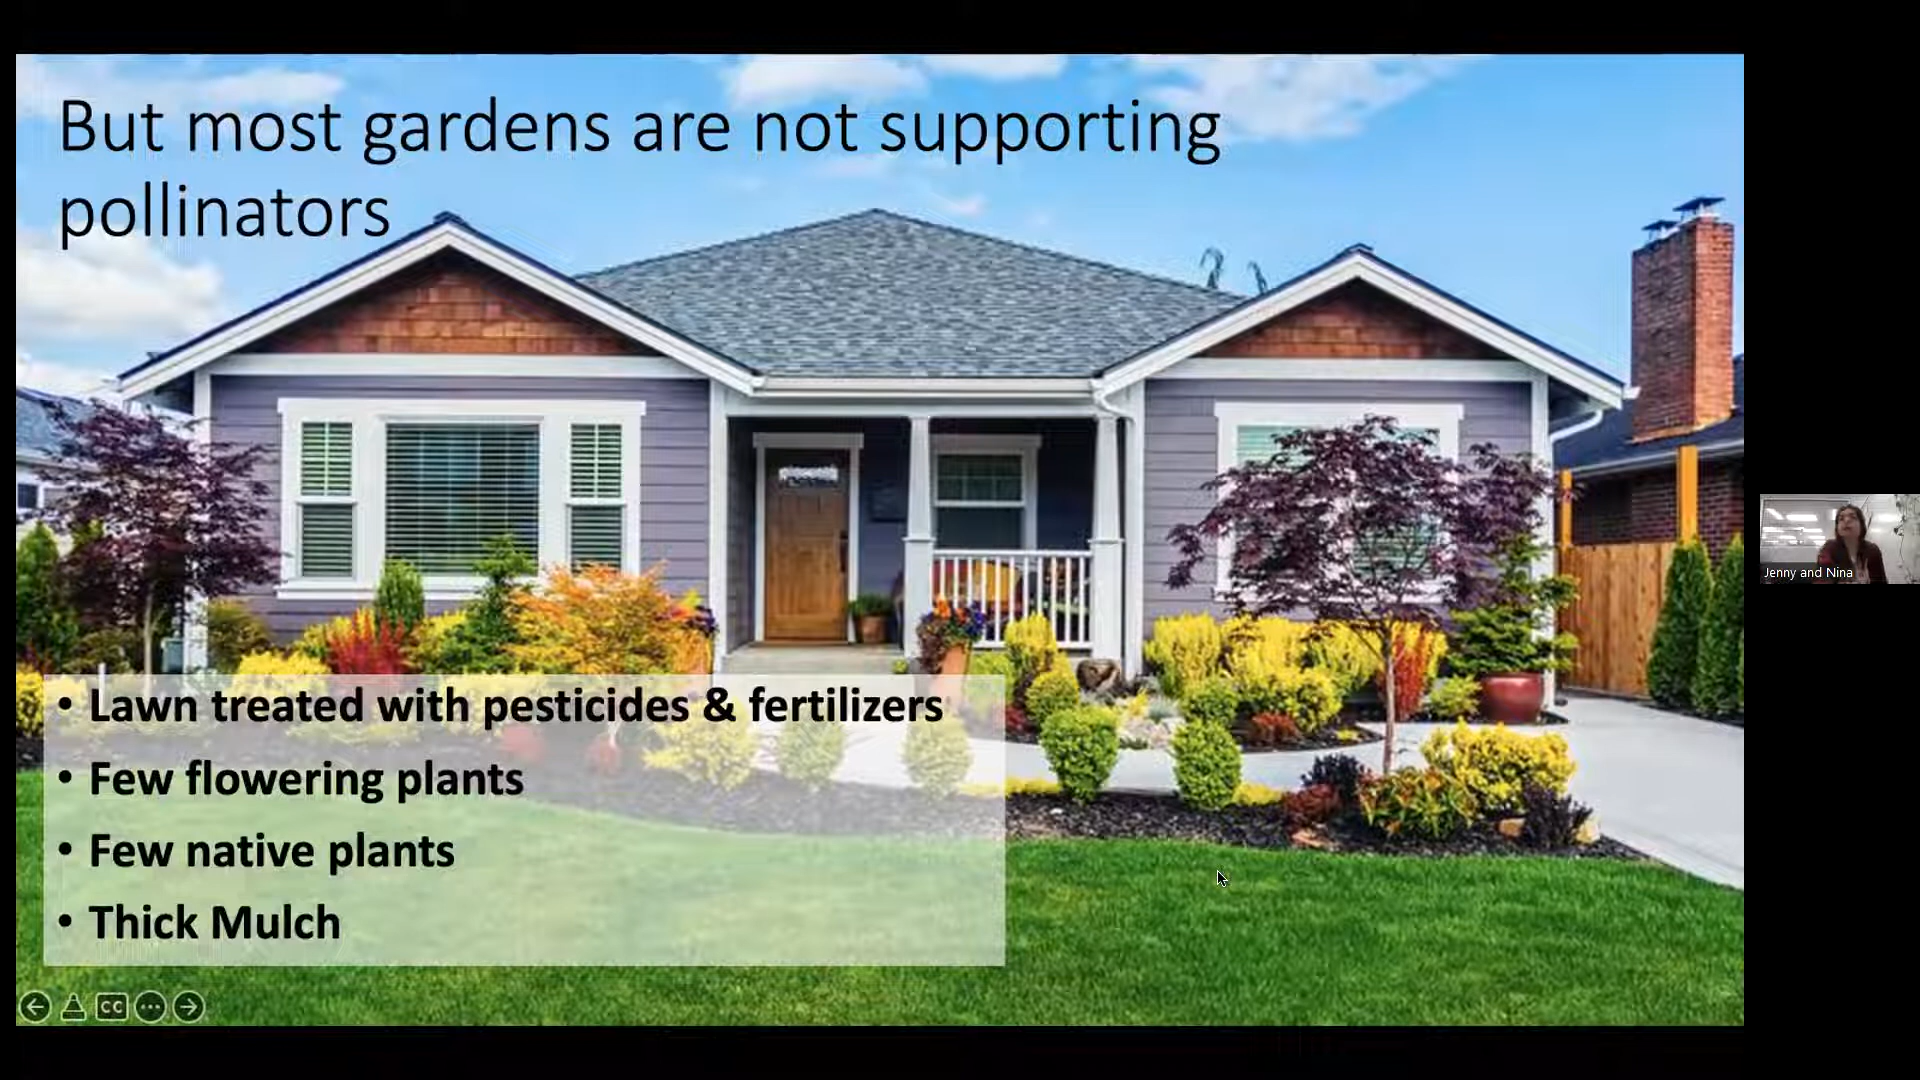 But most gardens are not supporting
pollinators
• Lawn treated with pesticides & fertilizers
• Few flowering plants
• Few native plants
• Thick Mulch
CC
Jenny and Nina